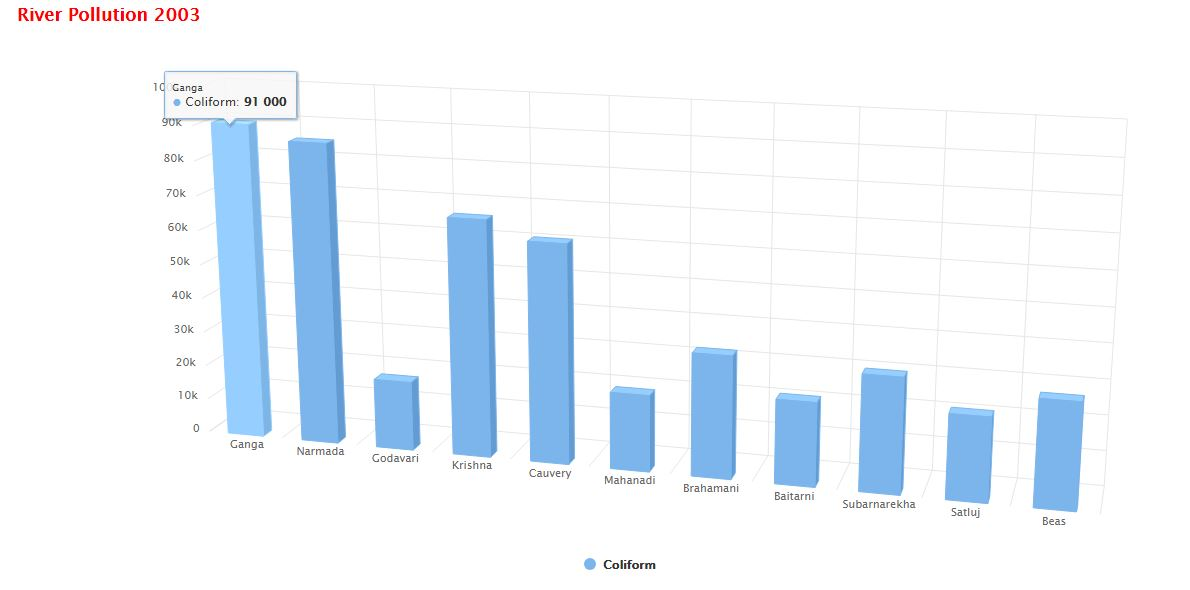 River Pollution 2003
Ganga
Coliform: 91 000
90k
80k
70k
60k
50k
40k
30k
20k
10k
0
Ganga
Narmada
Godavari
Krishna
Cauvery
Mahanadi
Brahamani
Baitarni
Subarnarekha
Satluj
Beas
Coliform